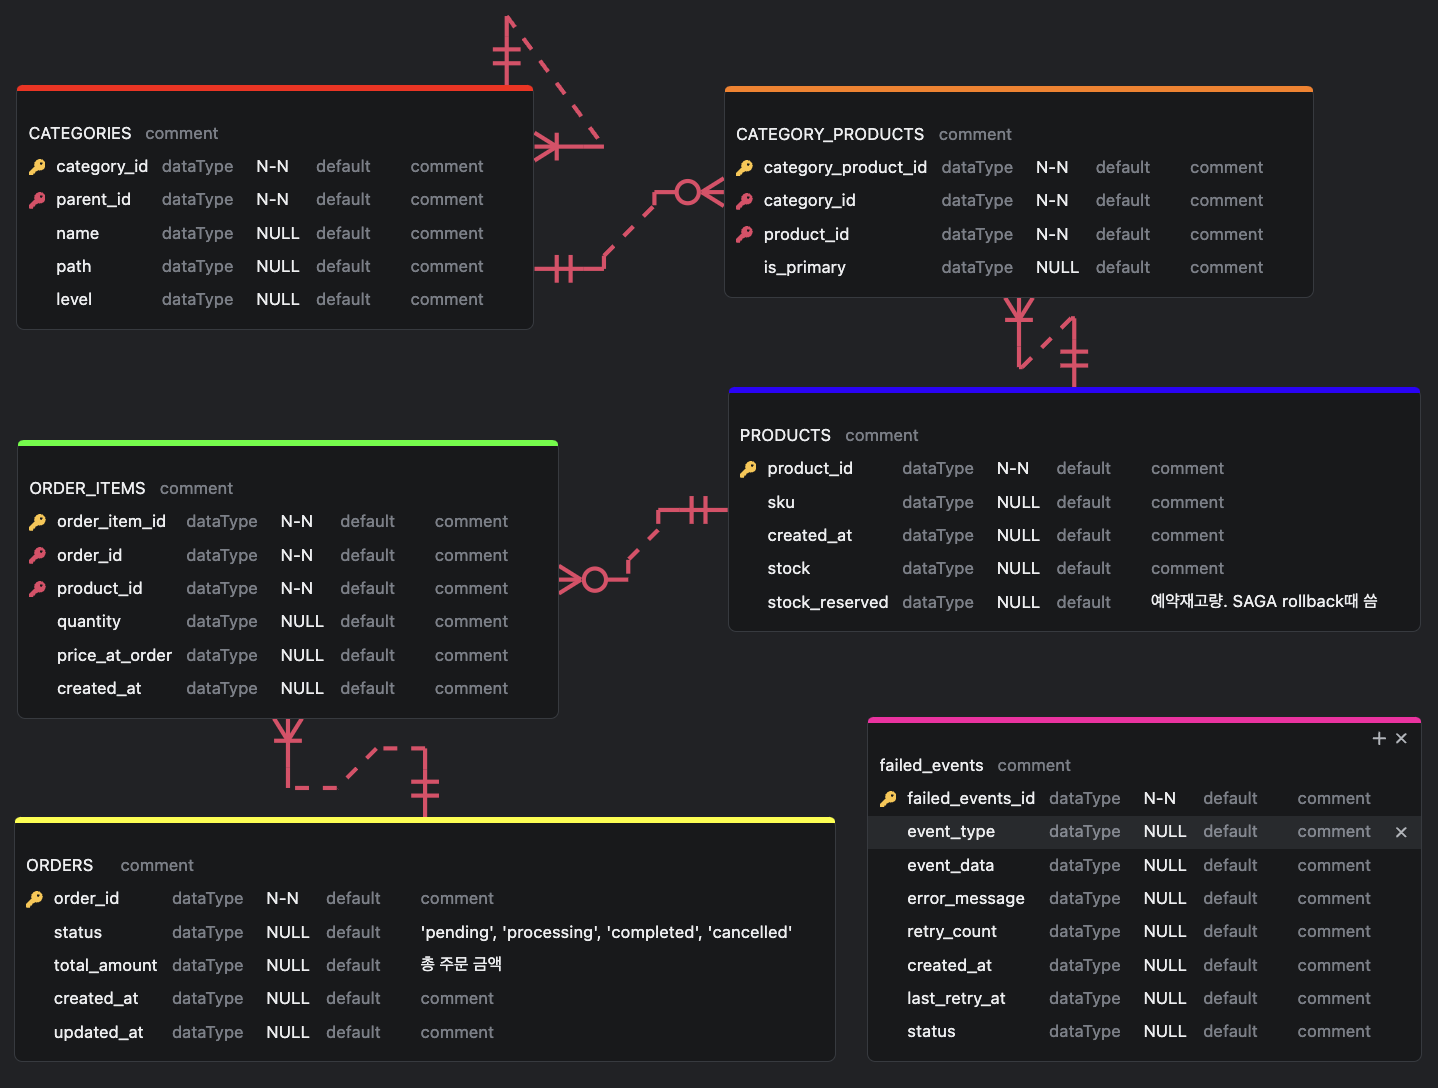 CATEGORIES comment
category_id dataType N-N default comment
parent_id dataType N-N default comment
name dataType NULL default comment
path dataType NULL default comment
level dataType NULL default comment
CATEGORY_PRODUCTS comment
category_product_id dataType N-N default comment
category_id dataType N-N default comment
product_id dataType N-N default comment
is_primary dataType NULL default comment
PRODUCTS comment
product_id dataType N-N default comment
sku dataType NULL default comment
created_at dataType NULL default comment
stock dataType NULL default comment
stock_reserved dataType NULL default 예약재고량. SAGA rollback때 씀
ORDER_ITEMS comment
order_item_id dataType N-N default comment
order_id dataType N-N default comment
product_id dataType N-N default comment
quantity dataType NULL default comment
price_at_order dataType NULL default comment
created_at dataType NULL default comment
ORDERS comment
order_id dataType N-N default comment
status dataType NULL default 'pending', 'processing', 'completed', 'cancelled'
total_amount dataType NULL default 총 주문 금액
created_at dataType NULL default comment
updated_at dataType NULL default comment
failed_events comment
failed_events_id dataType N-N default comment
event_type dataType NULL default comment
event_data dataType NULL default comment
error_message dataType NULL default comment
retry_count dataType NULL default comment
created_at dataType NULL default comment
last_retry_at dataType NULL default comment
status dataType NULL default comment